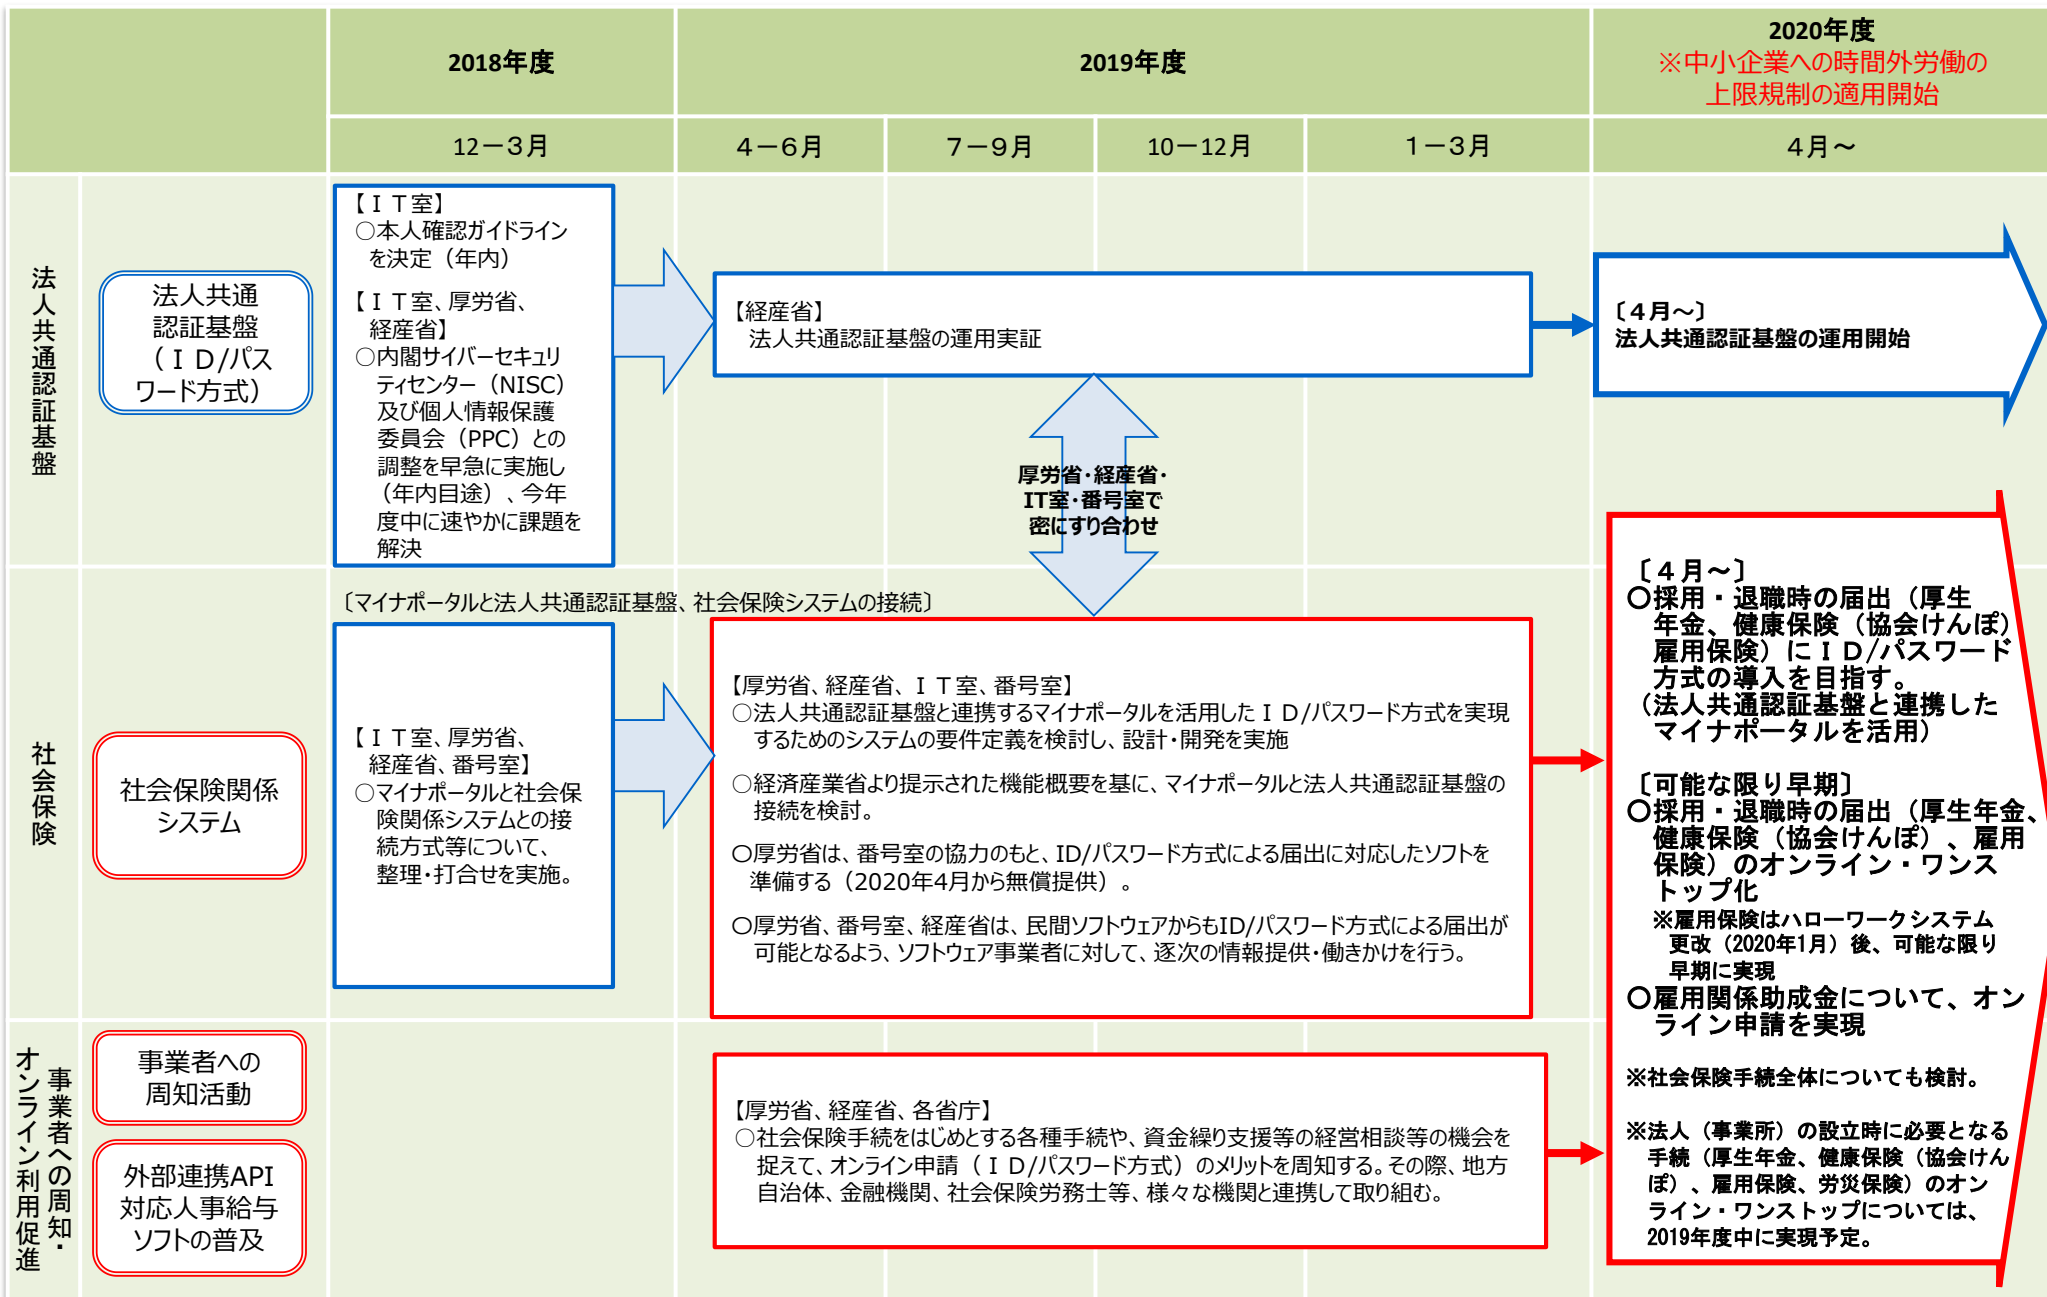 2018年度
2019年度
2020年度
※中小企業への時間外労働の
上限規制の適用開始
12－3月
４－６月
７－９月
10－12月
１－３月
４月～
法人共通認証基盤
法人共通
認証基盤
（ＩＤ/パス
ワード方式）
【ＩＴ室】
○本人確認ガイドライン
を決定（年内）
【ＩＴ室、厚労省、
経産省】
○内閣サイバーセキュリ
ティセンター（NISC）
及び個人情報保護
委員会（PPC）との
調整を早急に実施し
（年内目途）、今年
度中に速やかに課題を
解決
【経産省】
法人共通認証基盤の運用実証
〔４月～〕
法人共通認証基盤の運用開始
厚労省・経産省・
IT室・番号室で
密にすり合わせ
社会保険
社会保険関係
システム
〔マイナポータルと法人共通認証基盤、社会保険システムの接続〕
【ＩＴ室、厚労省、
経産省、番号室】
○マイナポータルと社会保
険関係システムとの接
続方式等について、
整理・打合せを実施。
【厚労省、経産省、ＩＴ室、番号室】
○法人共通認証基盤と連携するマイナポータルを活用したＩＤ/パスワード方式を実現
するためのシステムの要件定義を検討し、設計・開発を実施
○経済産業省より提示された機能概要を基に、マイナポータルと法人共通認証基盤の
接続を検討。
○厚労省は、番号室の協力のもと、ID/パスワード方式による届出に対応したソフトを
準備する（2020年4月から無償提供）。
○厚労省、番号室、経産省は、民間ソフトウェアからもID/パスワード方式による届出が
可能となるよう、ソフトウェア事業者に対して、逐次の情報提供・働きかけを行う。
〔４月～〕
○採用・退職時の届出（厚生
年金、健康保険（協会けんぽ）
雇用保険）にＩＤ/パスワード
方式の導入を目指す。
（法人共通認証基盤と連携した
マイナポータルを活用）
〔可能な限り早期〕
○採用・退職時の届出（厚生年金、
健康保険（協会けんぽ）、雇用
保険）のオンライン・ワンス
トップ化
※雇用保険はハローワークシステム
更改（2020年1月）後、可能な限り
早期に実現
○雇用関係助成金について、オン
ライン申請を実現
※社会保険手続全体についても検討。
※法人（事業所）の設立時に必要となる
手続（厚生年金、健康保険（協会けん
ぽ）、雇用保険、労災保険）のオン
ライン・ワンストップについては、
2019年度中に実現予定。
事業者への周知・
オンライン利用促進
事業者への
周知活動
外部連携API
対応人事給与
ソフトの普及
【厚労省、経産省、各省庁】
○社会保険手続をはじめとする各種手続や、資金繰り支援等の経営相談等の機会を
捉えて、オンライン申請（ＩＤ/パスワード方式）のメリットを周知する。その際、地方
自治体、金融機関、社会保険労務士等、様々な機関と連携して取り組む。